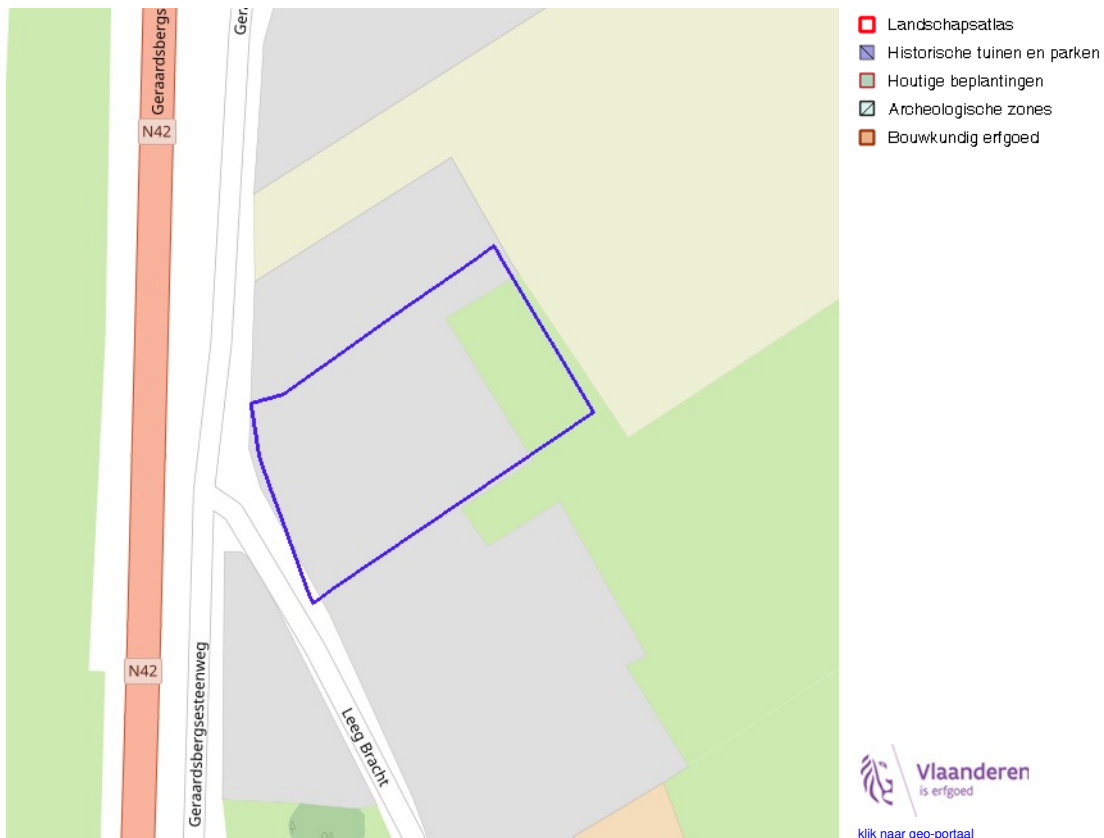 Geraardsbergs
Ger
N42
N42
Geraardsbergsesteenweg
Leeg Bracht
Landschapsatlas
Historische tuinen en parken
Houtige beplantingen
Archeologische zones
Bouwkundig erfgoed
Vlaanderen
is erfgoed
klik naar geo-portaal